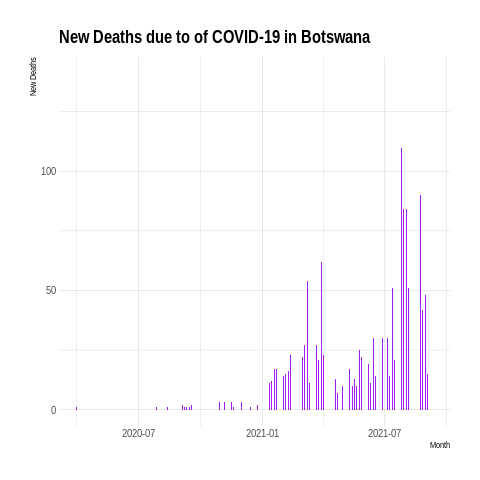 New Deaths due to of COVID-19 in Botswana
New Deaths
100
50
0
2020-07
2021-01
2021-07
Month